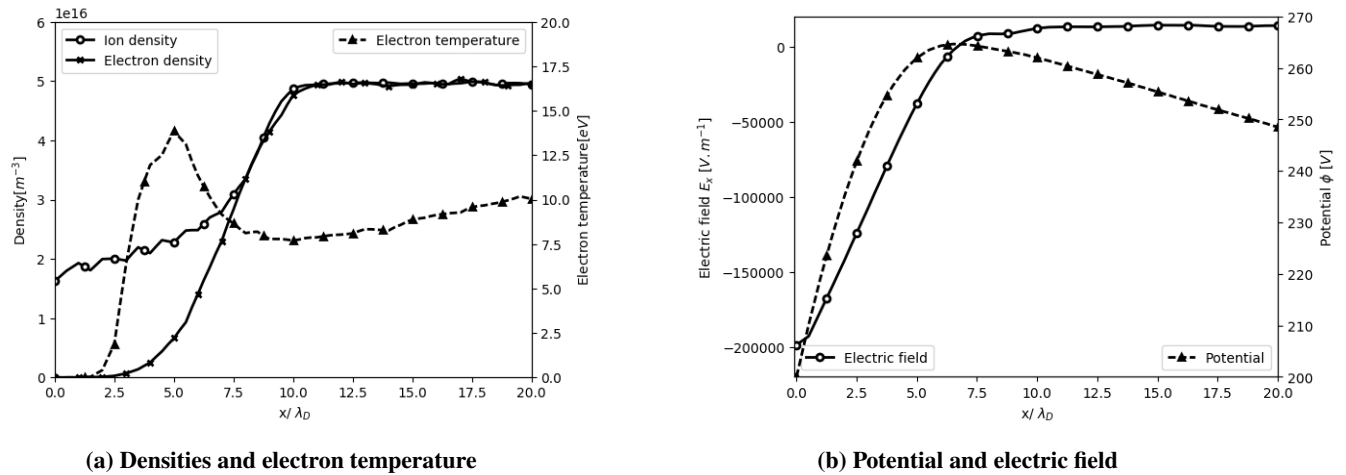 1e16
6
5
4
3
2
1
0
Density[m⁻³]
Ion density
Electron density
Electron temperature
20.0
17.5
15.0
12.5
10.0
7.5
5.0
2.5
0.0
Electron temperature[eV]
0.0 2.5 5.0 7.5 10.0 12.5 15.0 17.5 20.0
x/ λ_D
(a) Densities and electron temperature
0
−50000
−100000
−150000
−200000
Electric field E_x [V.m⁻¹]
Electric field
Potential
270
260
250
240
230
220
210
200
Potential ϕ [V]
0.0 2.5 5.0 7.5 10.0 12.5 15.0 17.5 20.0
x/ λ_D
(b) Potential and electric field